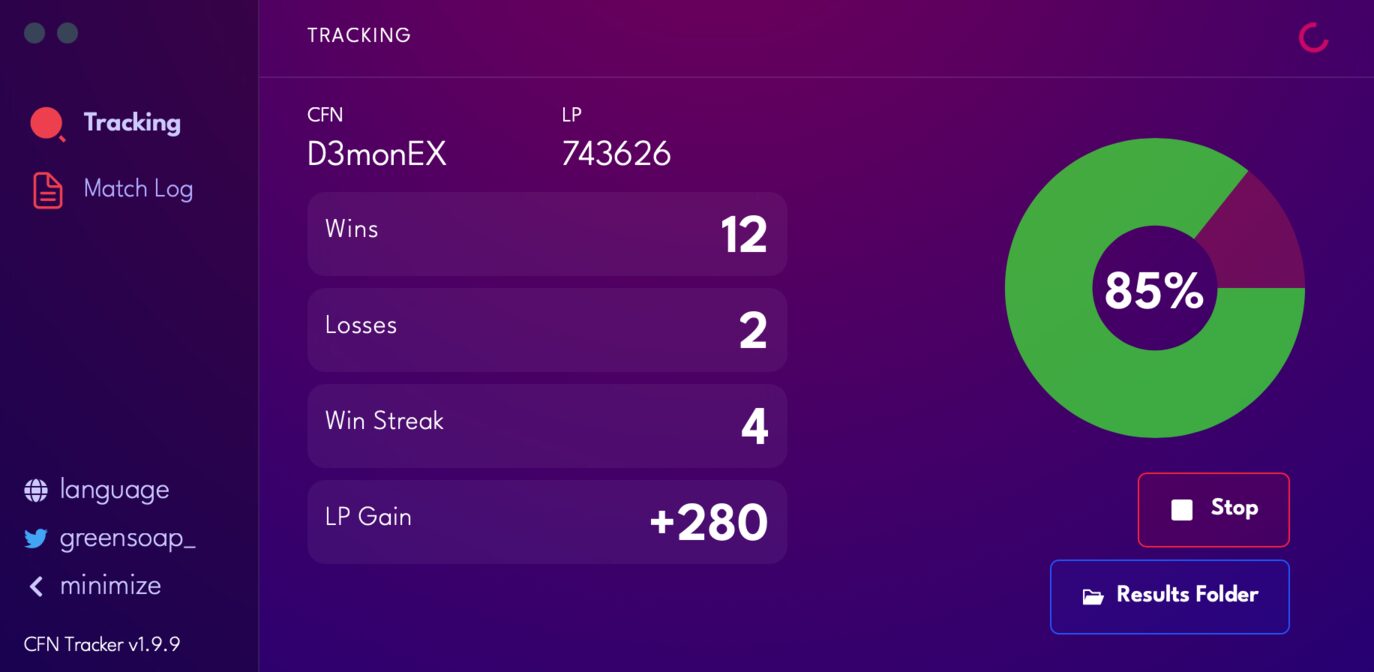 TRACKING
Tracking
Match Log
CFN
D3monEX
LP
743626
Wins
12
Losses
2
Win Streak
4
LP Gain
+280
85%
Stop
Results Folder
language
greensoap_
minimize
CFN Tracker v1.9.9